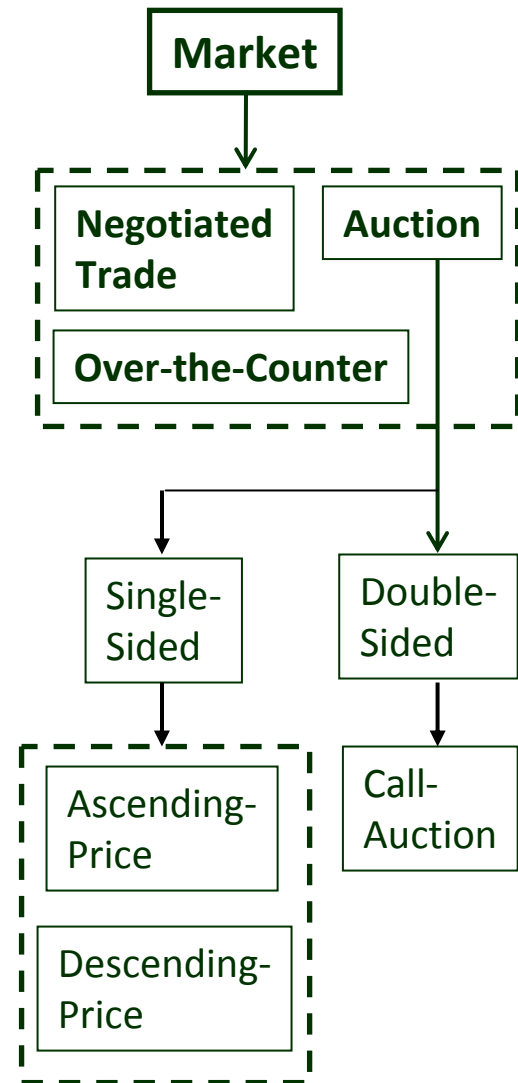 Market
Negotiated
Trade
Auction
Over-the-Counter
Single-
Sided
Double-
Sided
Ascending-
Price
Call-
Auction
Descending-
Price